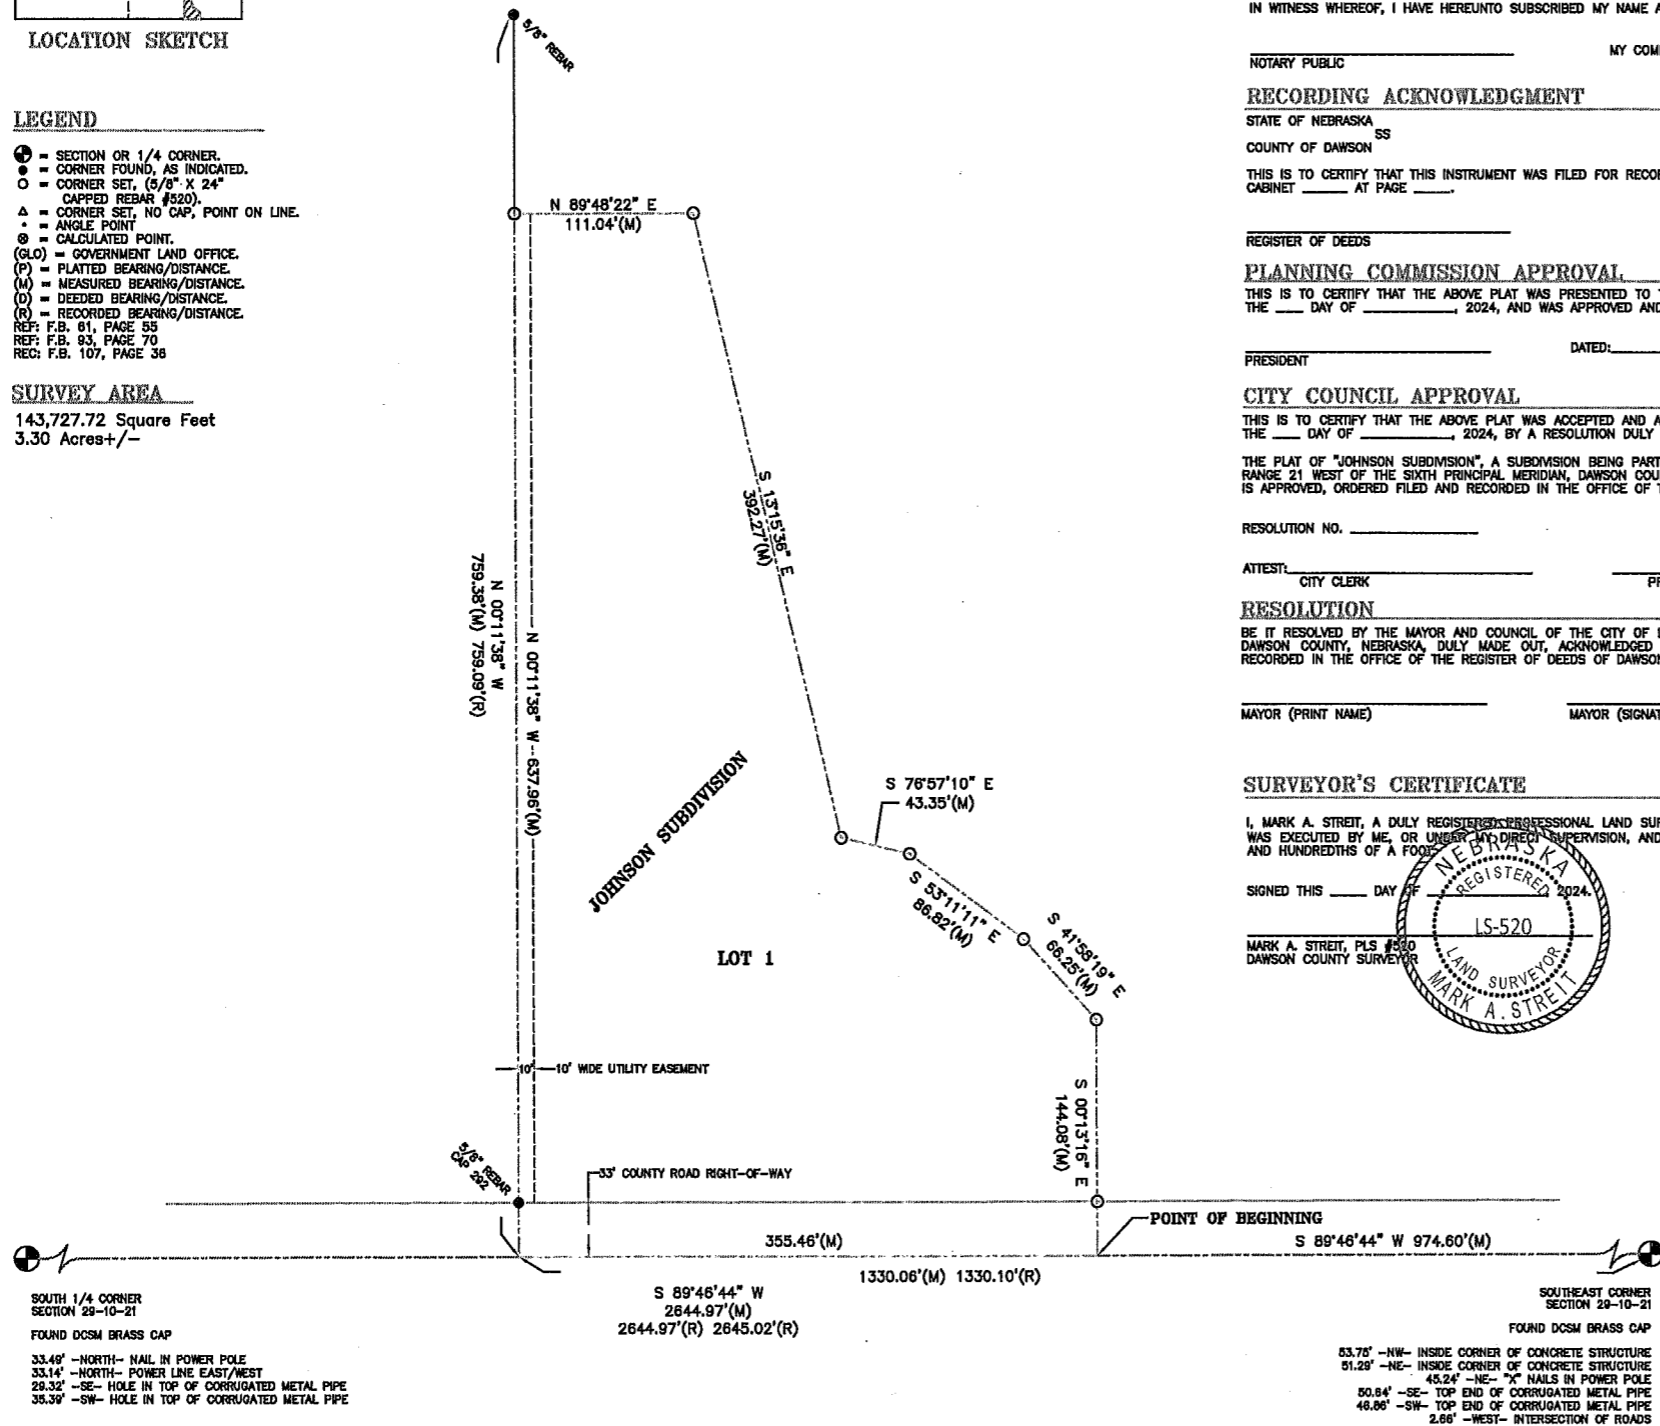 LOCATION SKETCH
LEGEND
= SECTION OR 1/4 CORNER.
= CORNER FOUND, AS INDICATED.
= CORNER SET, (5/8" X 24"
CAPPED REBAR #520).
= CORNER SET, NO CAP, POINT ON LINE.
= ANGLE POINT
= CALCULATED POINT.
(GLO) = GOVERNMENT LAND OFFICE.
(P) = PLATTED BEARING/DISTANCE.
(M) = MEASURED BEARING/DISTANCE.
(D) = DEEDED BEARING/DISTANCE.
(R) = RECORDED BEARING/DISTANCE.
REF: F.B. 61, PAGE 55
REF: F.B. 93, PAGE 70
REC: F.B. 107, PAGE 36
SURVEY AREA
143,727.72 Square Feet
3.30 Acres+/-
5/8" REBAR
N 89°48'22" E
111.04'(M)
S 13°15'36" E
392.27'(M)
N 00°11'38" W
759.38'(M) 759.09'(R)
N 00°11'38" W 637.96'(M)
JOHNSON SUBDIVISION
LOT 1
S 76°57'10" E
43.35'(M)
S 53°11'11" E
86.82'(M)
S 41°58'19" E
66.25'(M)
S 00°13'16" E
144.08'(M)
10' 10' WIDE UTILITY EASEMENT
5/8" REBAR
CAP 292
33' COUNTY ROAD RIGHT-OF-WAY
POINT OF BEGINNING
355.46'(M)
S 89°46'44" W 974.60'(M)
1330.06'(M) 1330.10'(R)
S 89°46'44" W
2644.97'(M)
2644.97'(R) 2645.02'(R)
SOUTH 1/4 CORNER
SECTION 29-10-21
FOUND DCSM BRASS CAP
33.49' -NORTH- NAIL IN POWER POLE
33.14' -NORTH- POWER LINE EAST/WEST
29.32' -SE- HOLE IN TOP OF CORRUGATED METAL PIPE
35.39' -SW- HOLE IN TOP OF CORRUGATED METAL PIPE
IN WITNESS WHEREOF, I HAVE HEREUNTO SUBSCRIBED MY NAME A
NOTARY PUBLIC MY COM
RECORDING ACKNOWLEDGMENT
STATE OF NEBRASKA
SS
COUNTY OF DAWSON
THIS IS TO CERTIFY THAT THIS INSTRUMENT WAS FILED FOR RECO
CABINET ____ AT PAGE ____.
REGISTER OF DEEDS
PLANNING COMMISSION APPROVAL
THIS IS TO CERTIFY THAT THE ABOVE PLAT WAS PRESENTED TO
THE ___ DAY OF ________, 2024, AND WAS APPROVED AND
PRESIDENT DATED:
CITY COUNCIL APPROVAL
THIS IS TO CERTIFY THAT THE ABOVE PLAT WAS ACCEPTED AND A
THE ___ DAY OF ________, 2024, BY A RESOLUTION DULY
THE PLAT OF "JOHNSON SUBDIVISION", A SUBDIVISION BEING PART
RANGE 21 WEST OF THE SIXTH PRINCIPAL MERIDIAN, DAWSON COU
IS APPROVED, ORDERED FILED AND RECORDED IN THE OFFICE OF
RESOLUTION NO. ________
ATTEST:
CITY CLERK
RESOLUTION
BE IT RESOLVED BY THE MAYOR AND COUNCIL OF THE CITY OF
DAWSON COUNTY, NEBRASKA, DULY MADE OUT, ACKNOWLEDGED
RECORDED IN THE OFFICE OF THE REGISTER OF DEEDS OF DAWSON
MAYOR (PRINT NAME) MAYOR (SIGNAT
SURVEYOR'S CERTIFICATE
I, MARK A. STREIT, A DULY REGISTERED PROFESSIONAL LAND SUR
WAS EXECUTED BY ME, OR UNDER MY DIRECT SUPERVISION, AND
AND HUNDREDTHS OF A FOOT.
SIGNED THIS ____ DAY OF ________, 2024.
MARK A. STREIT, PLS #520
DAWSON COUNTY SURVEYOR
NEBRASKA
REGISTERED
LS-520
LAND SURVEYOR
MARK A. STREIT
SOUTHEAST CORNER
SECTION 29-10-21
FOUND DCSM BRASS CAP
53.75' -NW- INSIDE CORNER OF CONCRETE STRUCTURE
51.29' -NE- INSIDE CORNER OF CONCRETE STRUCTURE
45.24' -NE- "X" NAILS IN POWER POLE
50.64' -SE- TOP END OF CORRUGATED METAL PIPE
46.86' -SW- TOP END OF CORRUGATED METAL PIPE
2.66' -WEST- INTERSECTION OF ROADS